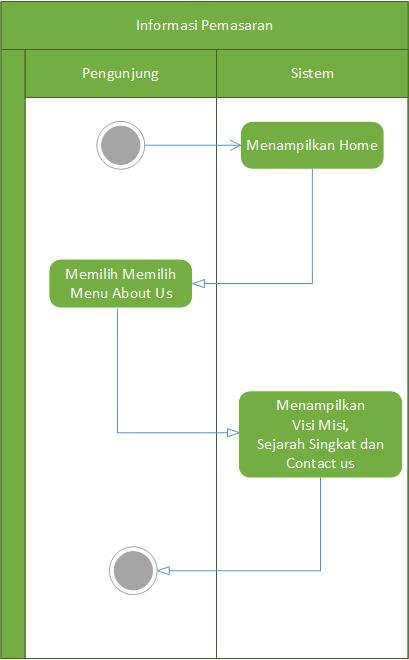 Informasi Pemasaran
Pengunjung
Sistem
Menampilkan Home
Memilih Memilih
Menu About Us
Menampilkan
Visi Misi,
Sejarah Singkat dan
Contact us